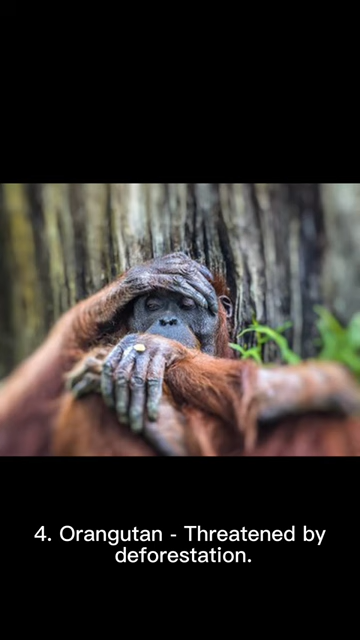 4. Orangutan - Threatened by
deforestation.